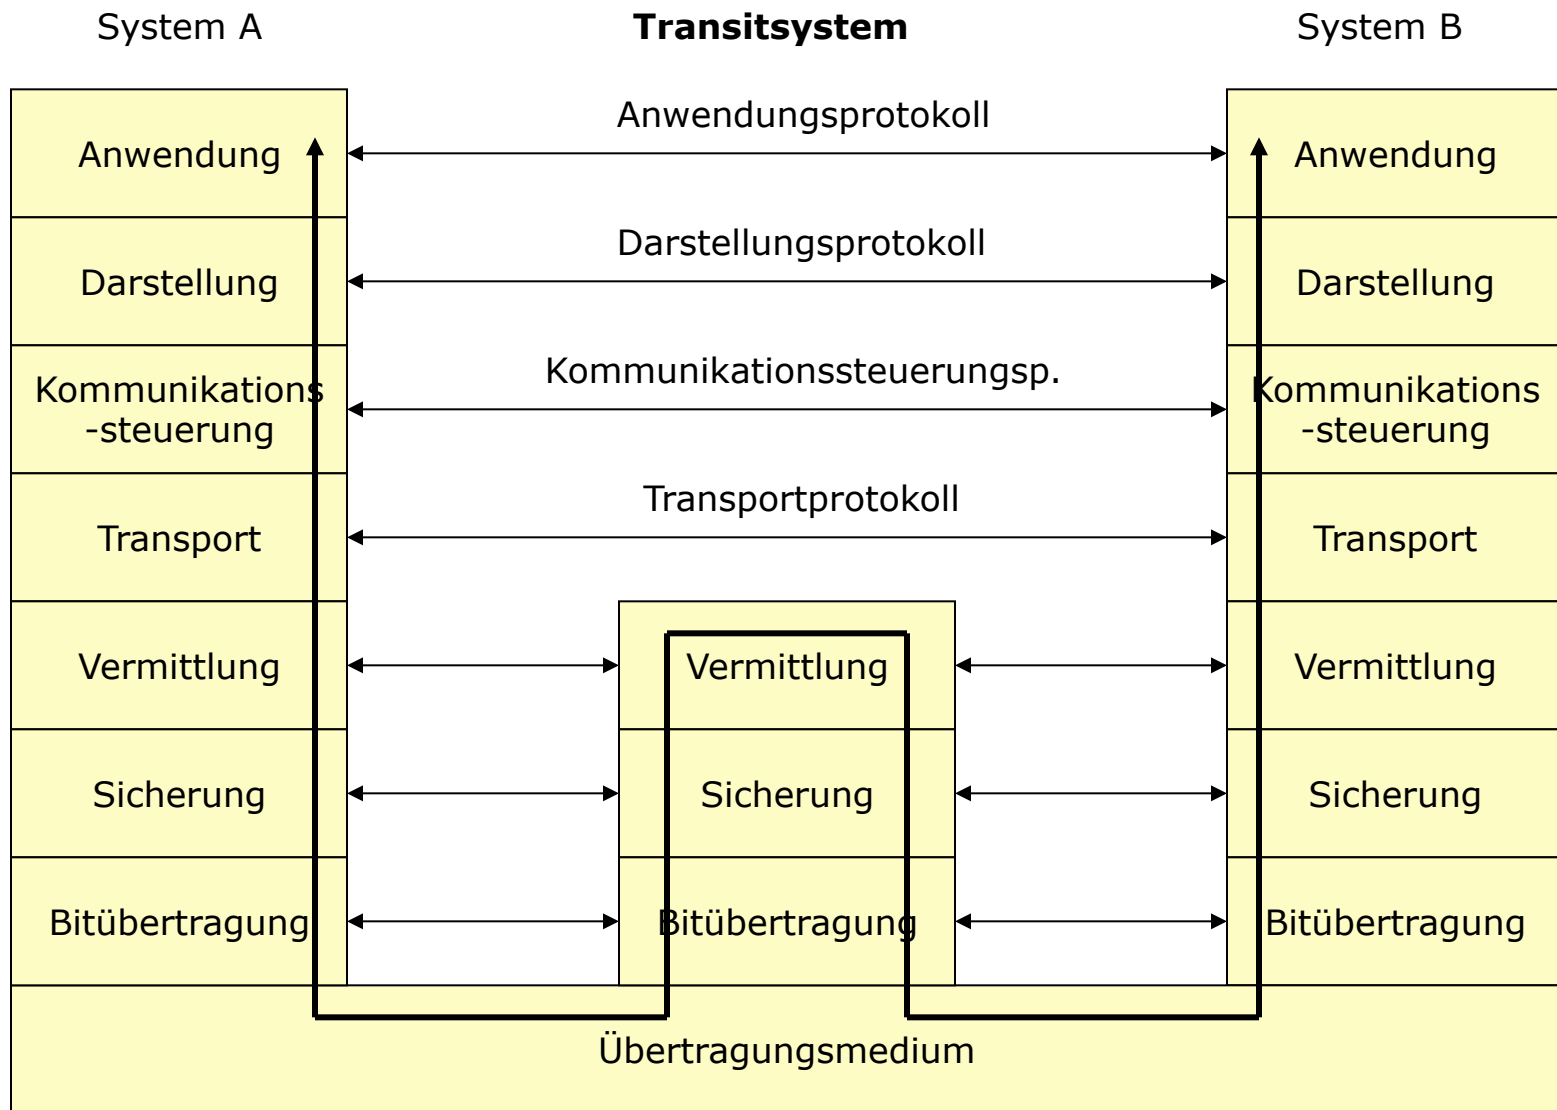 System A
Transitsystem
System B
Anwendungsprotokoll
Anwendung
Anwendung
Darstellungsprotokoll
Darstellung
Darstellung
Kommunikationssteuerungsp.
Kommunikations
-steuerung
Kommunikations
-steuerung
Transportprotokoll
Transport
Transport
Vermittlung
Vermittlung
Vermittlung
Sicherung
Sicherung
Sicherung
Bitübertragung
Bitübertragung
Bitübertragung
Übertragungsmedium